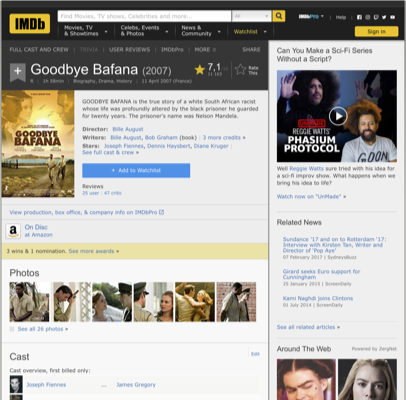 IMDb
Find Movies, TV shows, Celebrities and more...
All
IMDbPro
Help
Movies, TV
& Showtimes
Celebs, Events
& Photos
News &
Community
Watchlist
Sign in
FULL CAST AND CREW | TRIVIA | USER REVIEWS | IMDbPro | MORE
SHARE
Goodbye Bafana (2007)
7,1
Rate
This
1h 58min | Biography, Drama, History | 11 April 2007 (France)
GOODBYE
BAFANA
GOODBYE BAFANA is the true story of a white South African racist
whose life was profoundly altered by the black prisoner he guarded
for twenty years. The prisoner's name was Nelson Mandela.
Director: Bille August
Writers: Bille August, Bob Graham (book) | 3 more credits »
Stars: Joseph Fiennes, Dennis Haysbert, Diane Kruger
See full cast & crew »
+ Add to Watchlist
Reviews
25 user | 47 critic
View production, box office, & company info on IMDbPro
a
On Disc
at Amazon
3 wins & 1 nomination. See more awards »
Photos
See all 26 photos »
Cast
Edit
Cast overview, first billed only:
Joseph Fiennes ... James Gregory
Can You Make a Sci-Fi Series
Without a Script?
REGGIE WATTS'
PHASIUM
PROTOCOL
Well Reggie Watts sure tried with his idea for
a sci-fi improv show. What happens when we
bring his idea to life?
Watch now on "UnMade" »
Related News
Sundance '17 and on to Rotterdam '17:
Interview with Kirsten Tan, Writer and
Director of 'Pop Aye'
07 February 2017 | SydneysBuzz
Girard seeks Euro support for
Cunningham
25 January 2015 | ScreenDaily
Kami Naghdi joins Clintons
01 July 2014 | ScreenDaily
See all related articles »
Around The Web
Powered by ZergNet